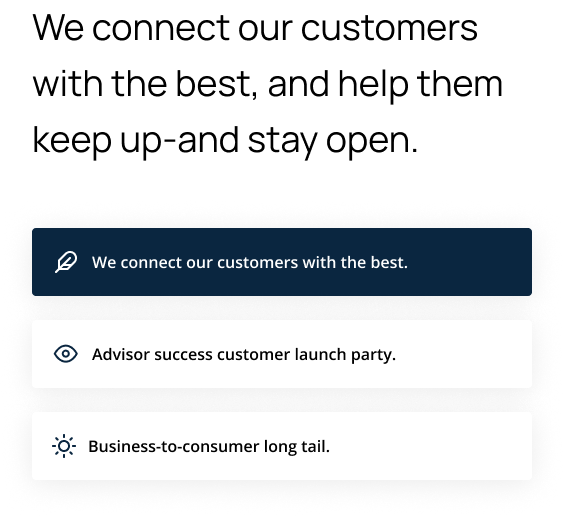 We connect our customers
with the best, and help them
keep up-and stay open.
We connect our customers with the best.
Advisor success customer launch party.
Business-to-consumer long tail.